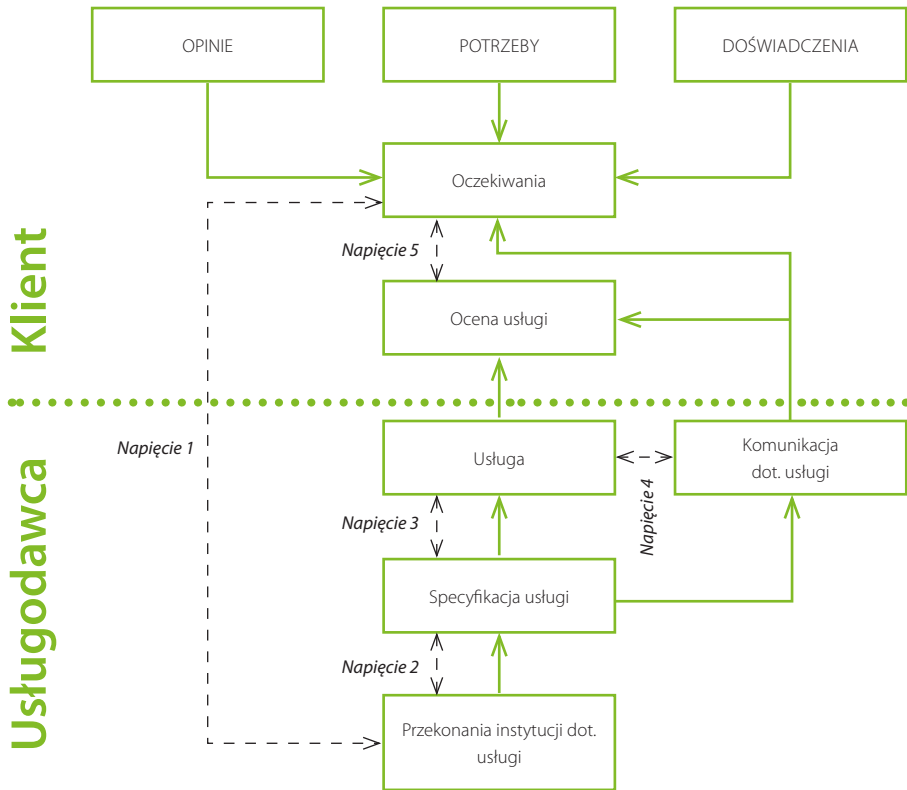 OPINIE
POTRZEBY
DOŚWIADCZENIA
Oczekiwania
Klient
Napięcie 5
Ocena usługi
Napięcie 1
Usługa
Napięcie 4
Komunikacja
dot. usługi
Usługodawca
Napięcie 3
Specyfikacja usługi
Napięcie 2
Przekonania instytucji dot.
usługi